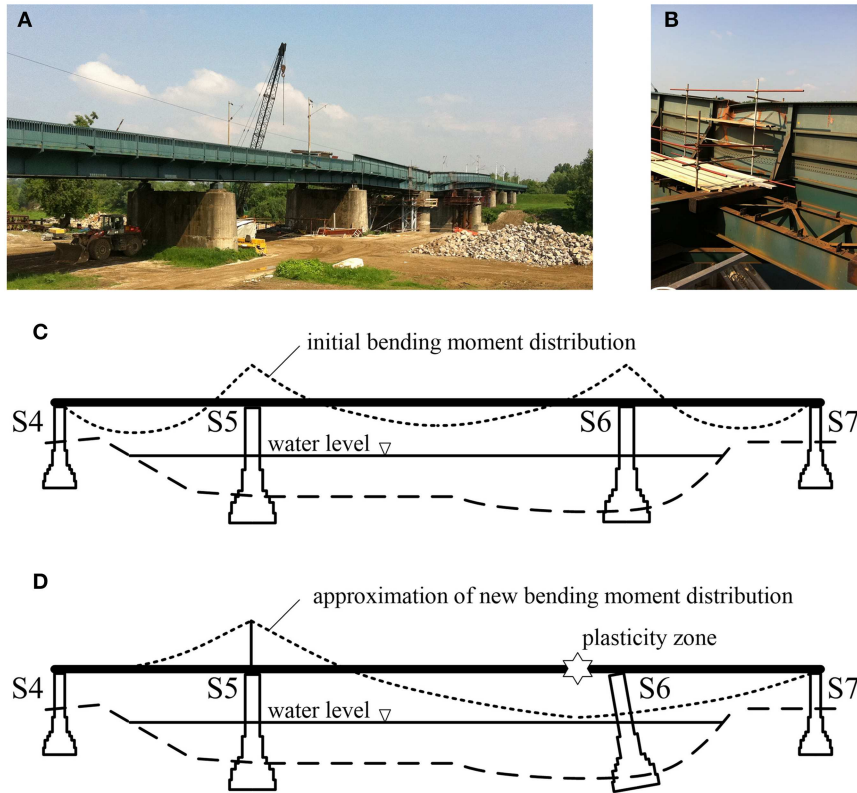 A
B
C
initial bending moment distribution
S4
S5
S6
S7
water level
D
approximation of new bending moment distribution
plasticity zone
S4
S5
S6
S7
water level